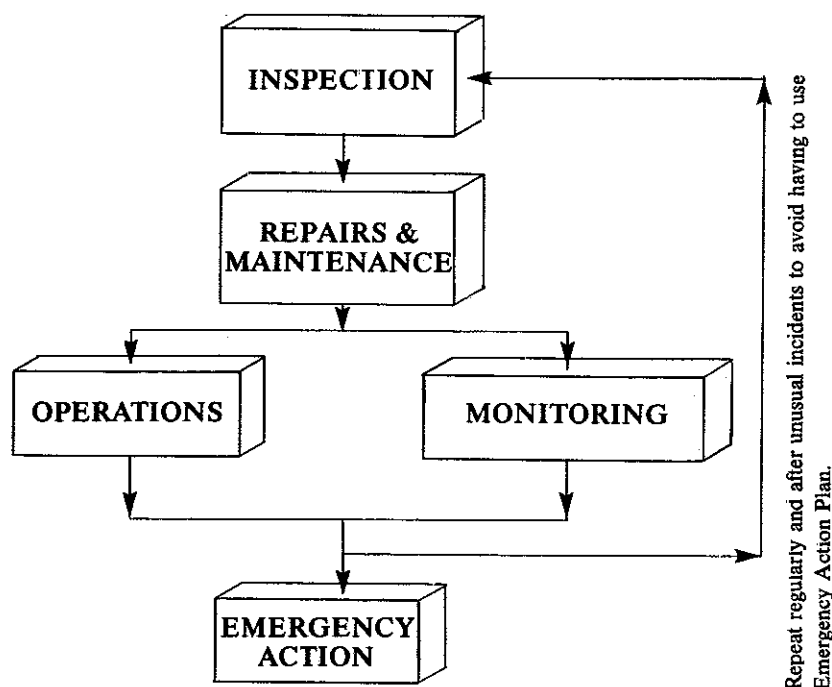 INSPECTION
REPAIRS &
MAINTENANCE
OPERATIONS
MONITORING
EMERGENCY
ACTION
Repeat regularly and after unusual incidents to avoid having to use
Emergency Action Plan.